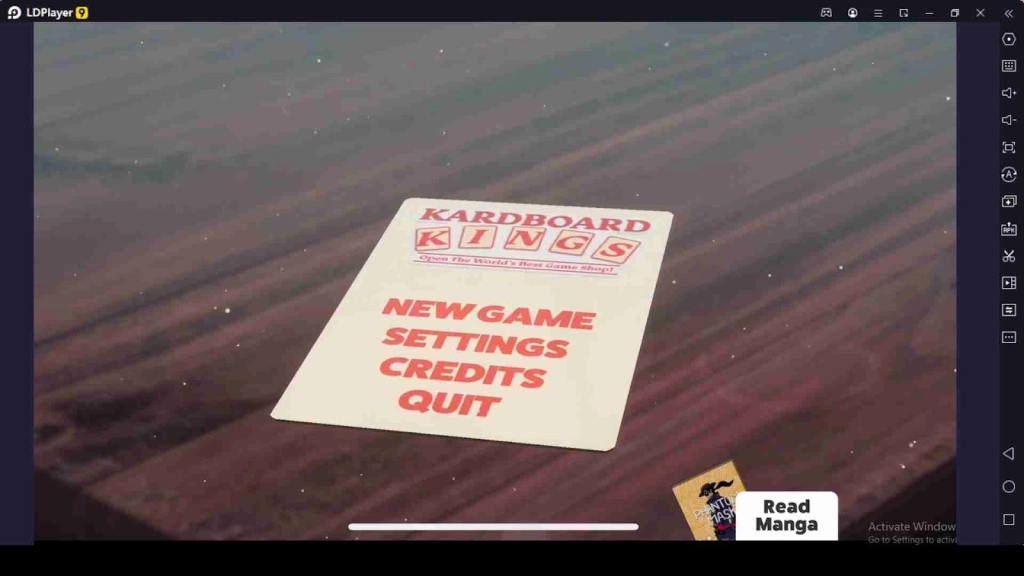 LDPlayer 9
KARDBOARD
KINGS
Open The World's Best Game Shop!
NEW GAME
SETTINGS
CREDITS
QUIT
Read
Manga
Activate Window
Go to Settings to activ